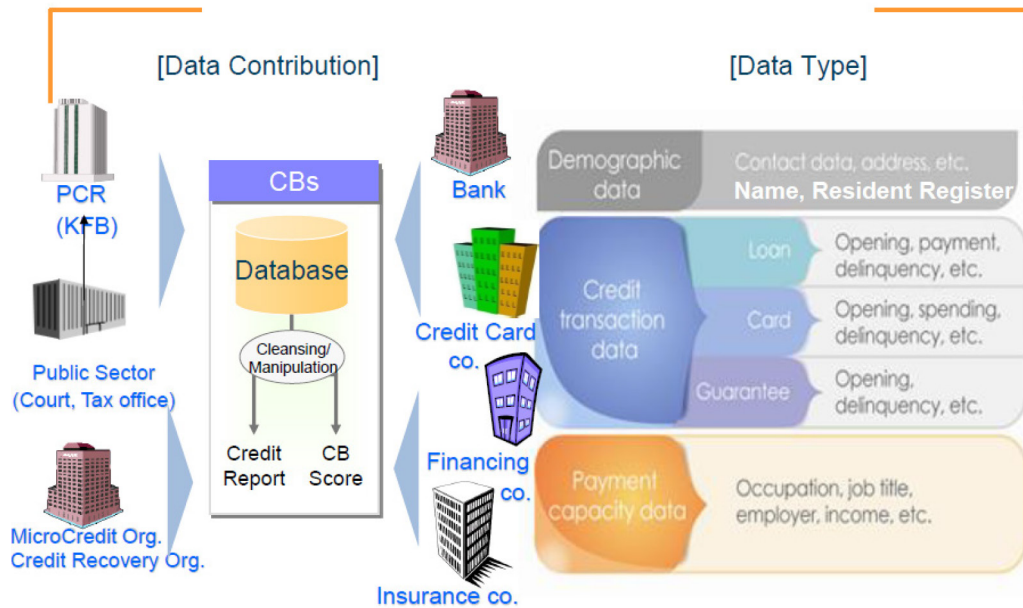 [Data Contribution]
[Data Type]
PCR
(KFB)
Public Sector
(Court, Tax office)
MicroCredit Org.
Credit Recovery Org.
CBs
Database
Cleansing/
Manipulation
Credit
Report
CB
Score
Bank
Credit Card
co.
Financing
co.
Insurance co.
Demographic
data
Contact data, address, etc.
Name, Resident Register
Credit
transaction
data
Loan
Opening, payment,
delinquency, etc.
Card
Opening, spending,
delinquency, etc.
Guarantee
Opening,
delinquency, etc.
Payment
capacity data
Occupation, job title,
employer, income, etc.